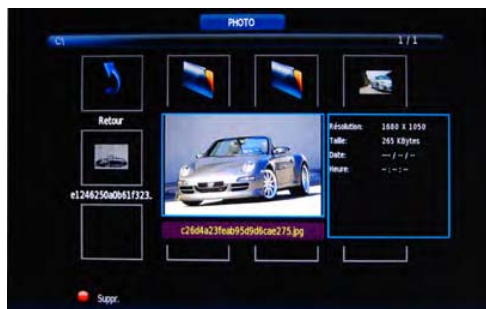 PHOTO
C:\
1 / 1
Retour
Résolution: 1680 X 1050
Taille: 265 KBytes
Date: --- / -- / --
Heure: -- : -- : --
e1246250a0b61f323.
c26d4a23feab95d9d6cae275.jpg
Suppr.